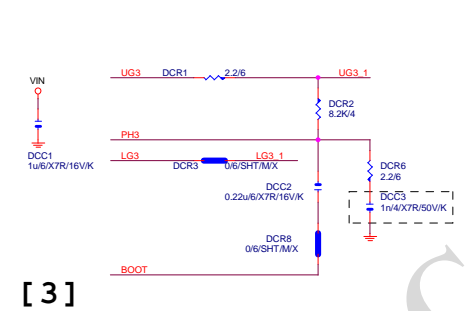 UG3 DCR1 2.2/6 UG3_1
VIN
DCR2
8.2K/4
PH3
DCC1
1u/6/X7R/16V/K
LG3 DCR3 LG3_1
0/6/SHT/M/X
DCR6
2.2/6
DCC2
0.22u/6/X7R/16V/K
DCC3
1n/4/X7R/50V/K
DCR8
0/6/SHT/M/X
BOOT
[3]